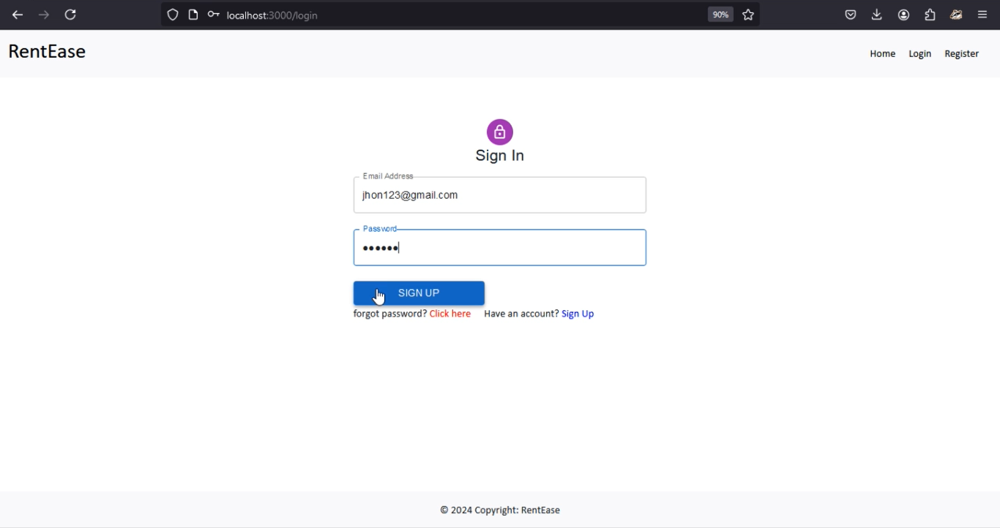 localhost:3000/login
90%
RentEase
Home Login Register
Sign In
Email Address
jhon123@gmail.com
Password
••••••
SIGN UP
forgot password? Click here Have an account? Sign Up
© 2024 Copyright: RentEase